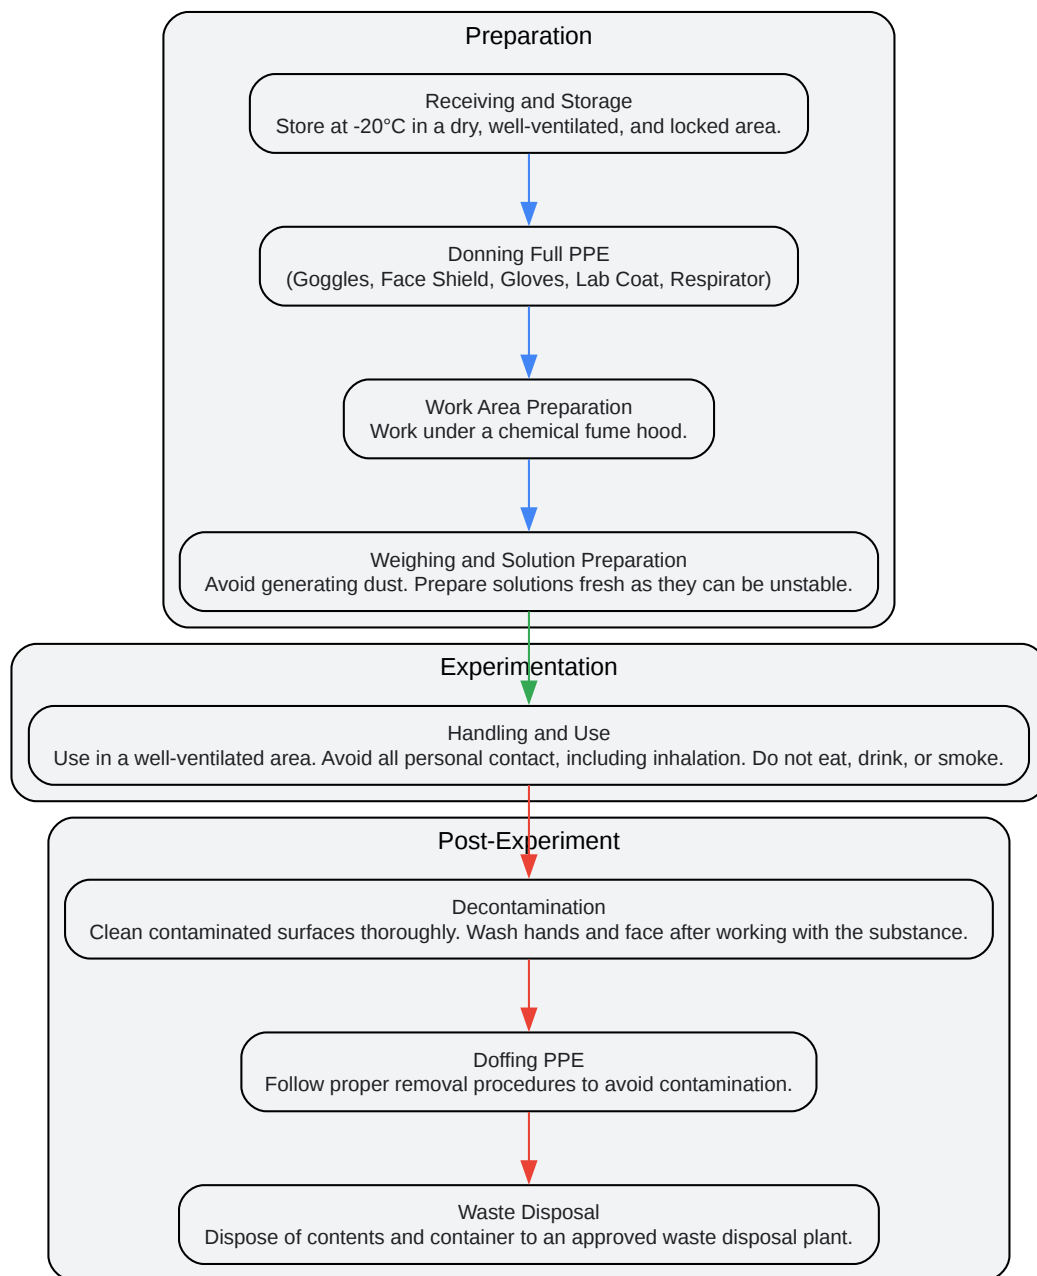 Preparation
Receiving and Storage
Store at -20°C in a dry, well-ventilated, and locked area.
Donning Full PPE
(Goggles, Face Shield, Gloves, Lab Coat, Respirator)
Work Area Preparation
Work under a chemical fume hood.
Weighing and Solution Preparation
Avoid generating dust. Prepare solutions fresh as they can be unstable.
Experimentation
Handling and Use
Use in a well-ventilated area. Avoid all personal contact, including inhalation. Do not eat, drink, or smoke.
Post-Experiment
Decontamination
Clean contaminated surfaces thoroughly. Wash hands and face after working with the substance.
Doffing PPE
Follow proper removal procedures to avoid contamination.
Waste Disposal
Dispose of contents and container to an approved waste disposal plant.